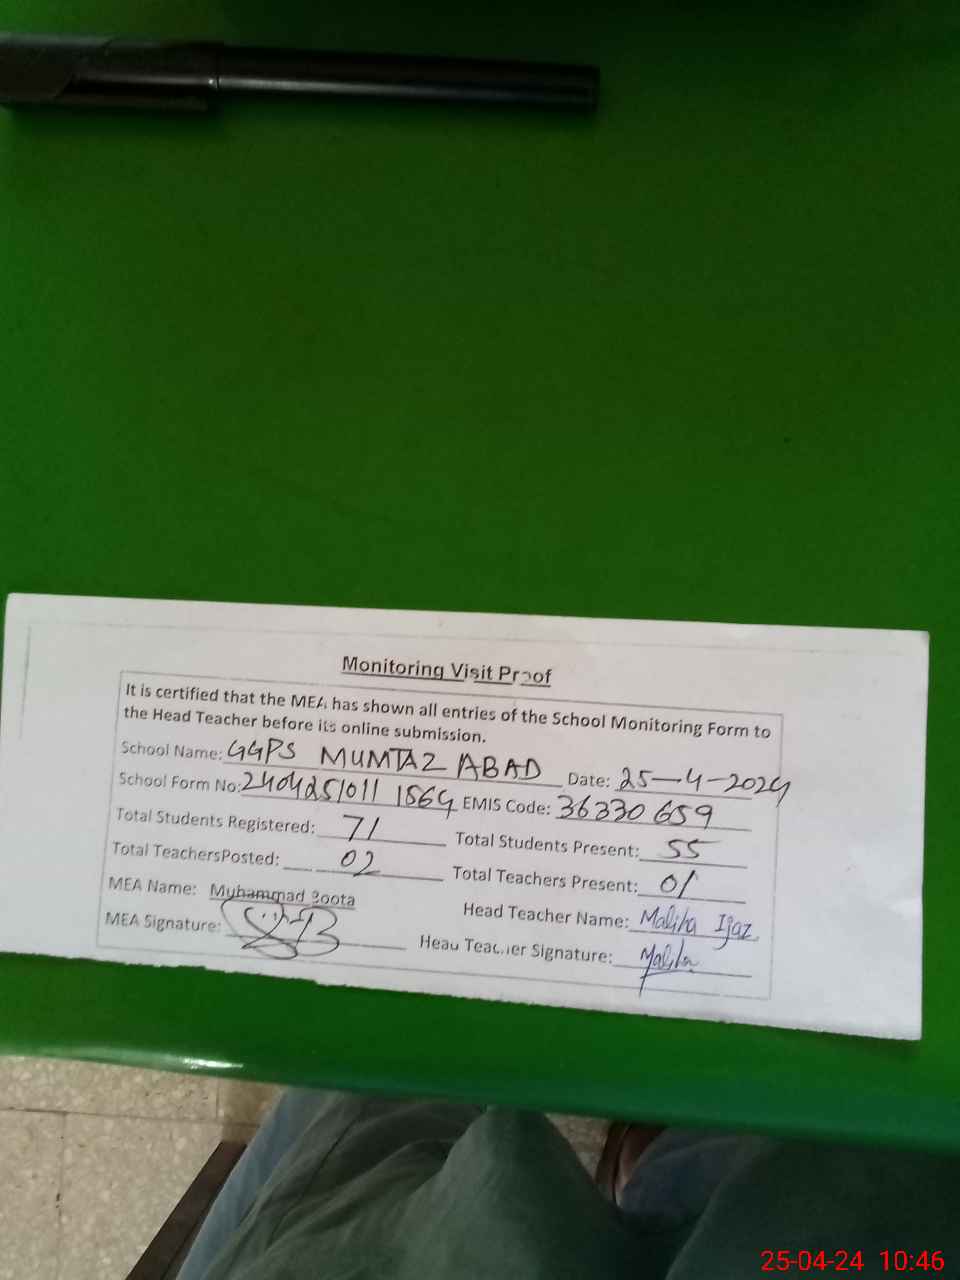 Monitoring Visit Proof
It is certified that the MEA has shown all entries of the School Monitoring Form to
the Head Teacher before its online submission.
School Name: GGPS MUMTAZ ABAD Date: 25-4-2024
School Form No: 2404251011 1564 EMIS Code: 36330659
Total Students Registered: 71 Total Students Present: 55
Total TeachersPosted: 02 Total Teachers Present: 01
MEA Name: Muhammad Boota Head Teacher Name: Maliha Ijaz
MEA Signature: Head Teacher Signature: Maliha
25-04-24 10:46